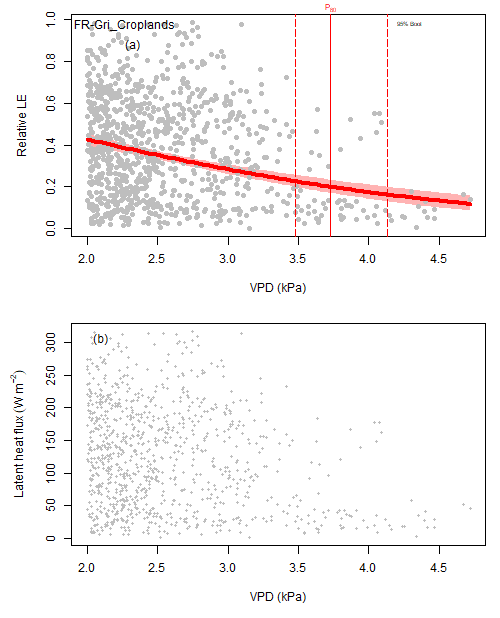 P_all
FR-Gri_Croplands
95% Boot
(a)
Relative LE
1.0
0.8
0.6
0.4
0.2
0.0
2.0 2.5 3.0 3.5 4.0 4.5
VPD (kPa)
(b)
Latent heat flux (W m⁻²)
300
250
200
150
100
50
0
2.0 2.5 3.0 3.5 4.0 4.5
VPD (kPa)